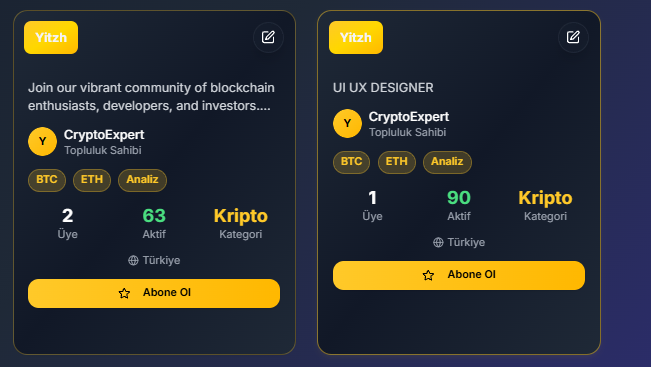 Yitzh
Join our vibrant community of blockchain
enthusiasts, developers, and investors....
Y
CryptoExpert
Topluluk Sahibi
BTC ETH Analiz
2 63 Kripto
Üye Aktif Kategori
Türkiye
Abone Ol
Yitzh
UI UX DESIGNER
Y
CryptoExpert
Topluluk Sahibi
BTC ETH Analiz
1 90 Kripto
Üye Aktif Kategori
Türkiye
Abone Ol